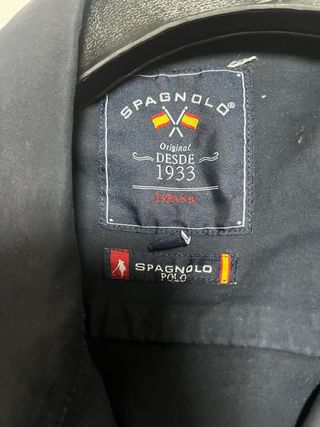 SPAGNOLO®
Original
DESDE
1933
ESPAÑA
SPAGNOLO
POLO